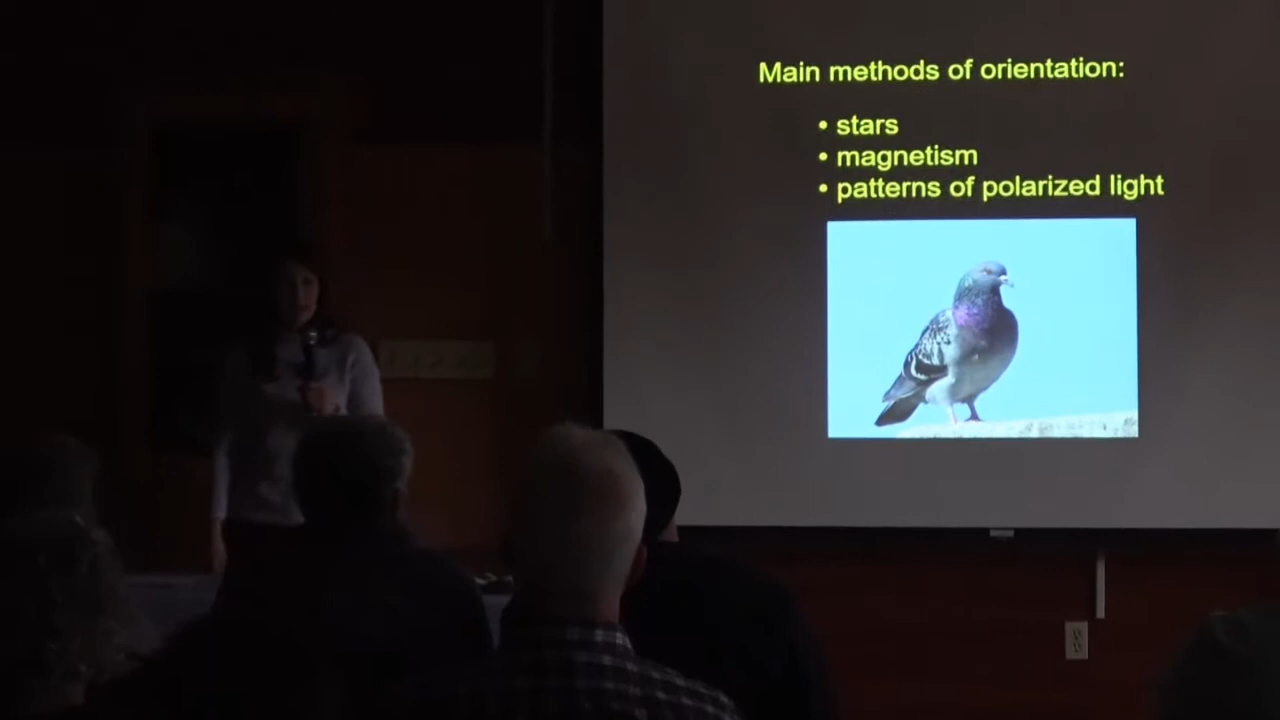 Main methods of orientation:
• stars
• magnetism
• patterns of polarized light